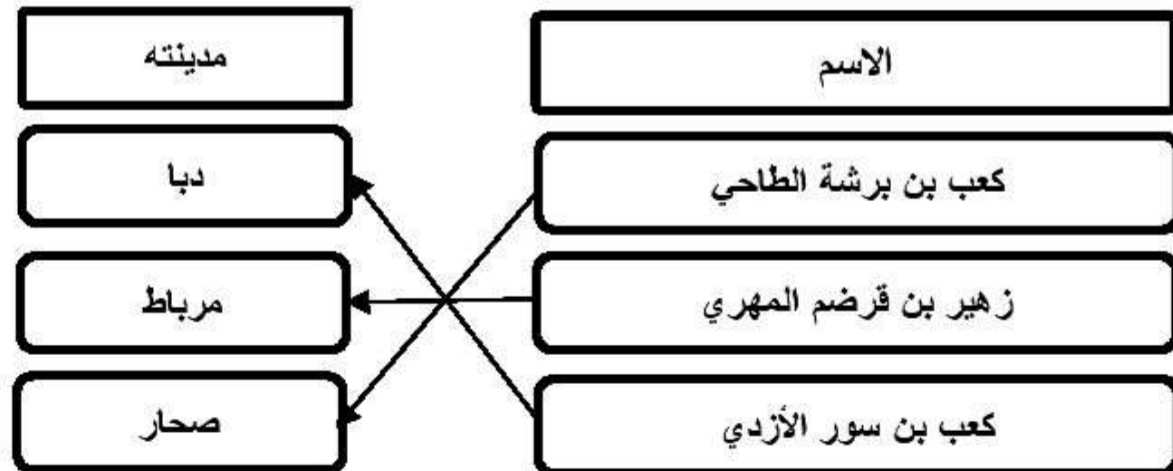 الاسم
مدينته
كعب بن برشة الطاحي
دبا
زهير بن قرضم المهري
مرباط
كعب بن سور الأزدي
صحار